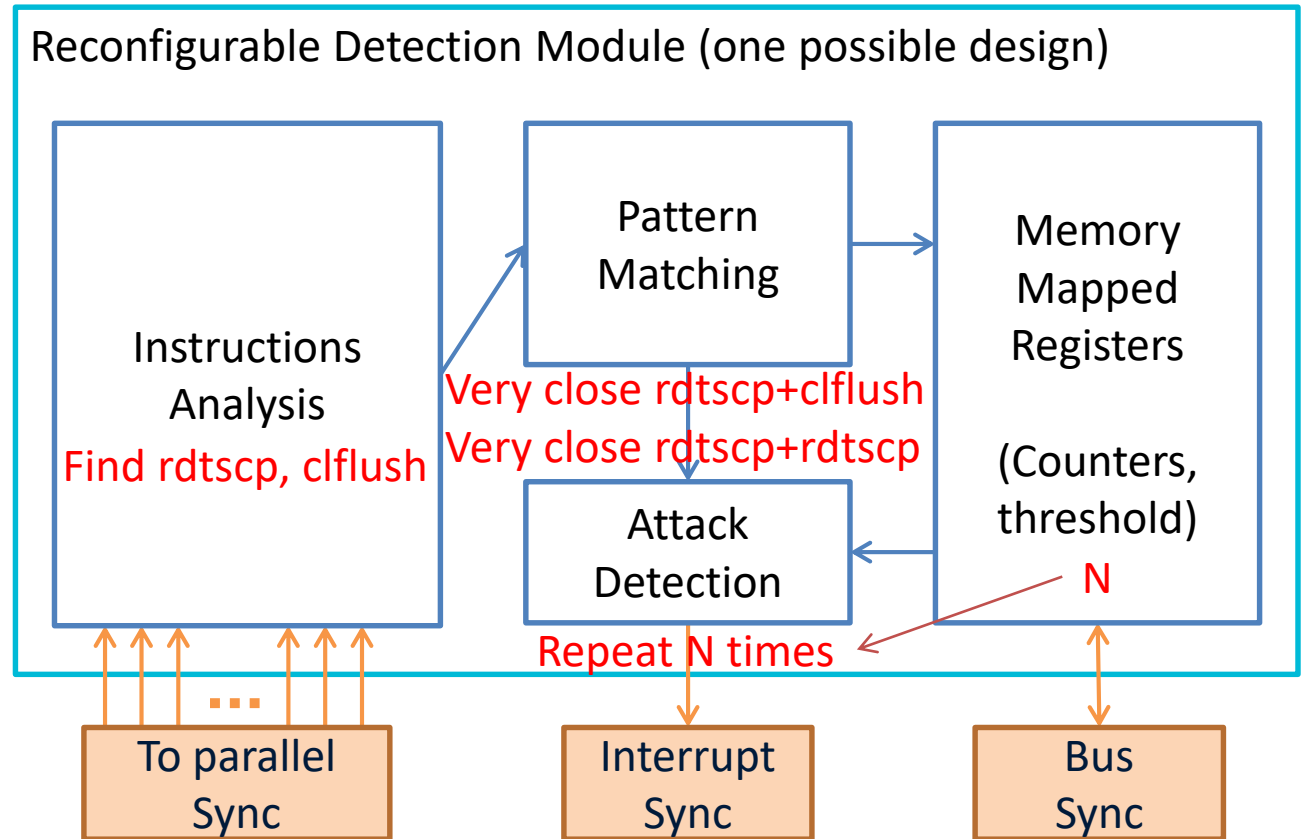 Reconfigurable Detection Module (one possible design)
Instructions
Analysis
Find rdtscp, clflush
Pattern
Matching
Very close rdtscp+clflush
Very close rdtscp+rdtscp
Attack
Detection
Repeat N times
Memory
Mapped
Registers
(Counters,
threshold)
N
...
To parallel
Sync
Interrupt
Sync
Bus
Sync